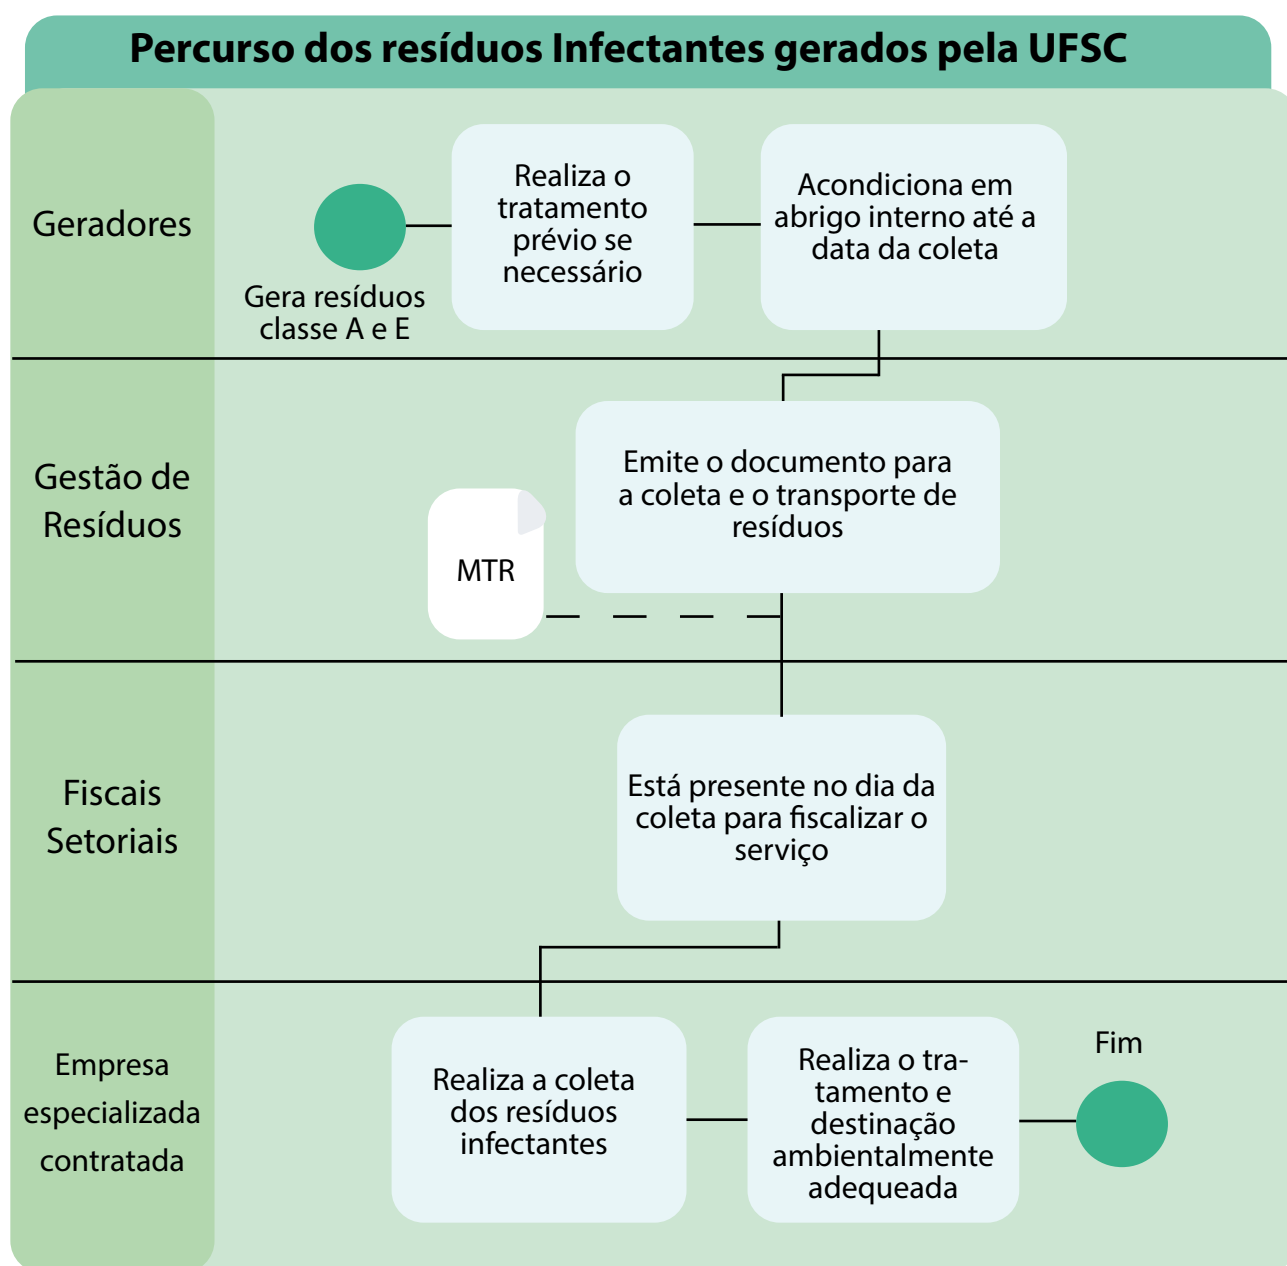 Percurso dos resíduos Infectantes gerados pela UFSC
Geradores
Gera resíduos
classe A e E
Realiza o
tratamento
prévio se
necessário
Acondiciona em
abrigo interno até a
data da coleta
Gestão de
Resíduos
MTR
Emite o documento para
a coleta e o transporte de
resíduos
Fiscais
Setoriais
Está presente no dia da
coleta para fiscalizar o
serviço
Empresa
especializada
contratada
Realiza a coleta
dos resíduos
infectantes
Realiza o tra-
tamento e
destinação
ambientalmente
adequeada
Fim